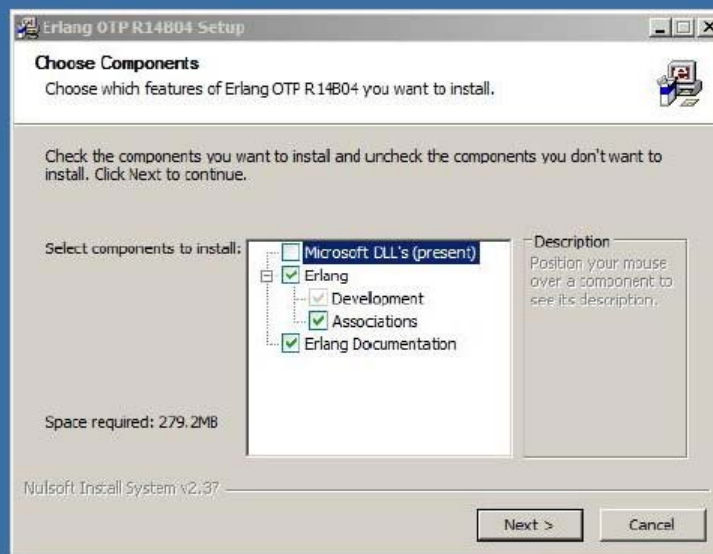 Erlang OTP R14B04 Setup
Choose Components
Choose which features of Erlang OTP R14B04 you want to install.
Check the components you want to install and uncheck the components you don't want to
install. Click Next to continue.
Select components to install:
Microsoft DLL's (present)
Erlang
Development
Associations
Erlang Documentation
Description
Position your mouse
over a component to
see its description.
Space required: 279.2MB
Nullsoft Install System v2.37
Next >
Cancel